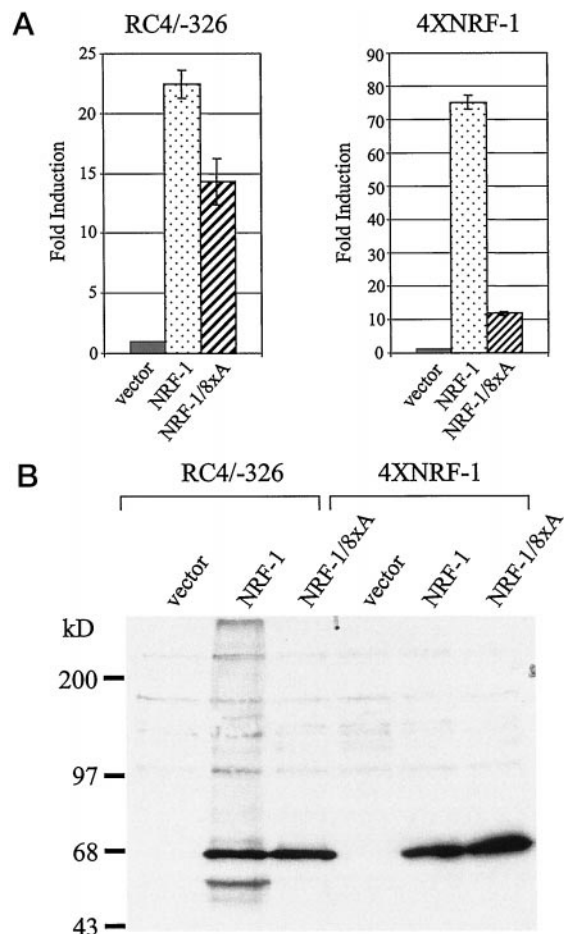 A
RC4/-326
4XNRF-1
Fold Induction
25
20
15
10
5
0
vector
NRF-1
NRF-1/8xA
Fold Induction
90
80
70
60
50
40
30
20
10
0
vector
NRF-1
NRF-1/8xA
B
RC4/-326
4XNRF-1
vector
NRF-1
NRF-1/8xA
vector
NRF-1
NRF-1/8xA
kD
200
97
68
43